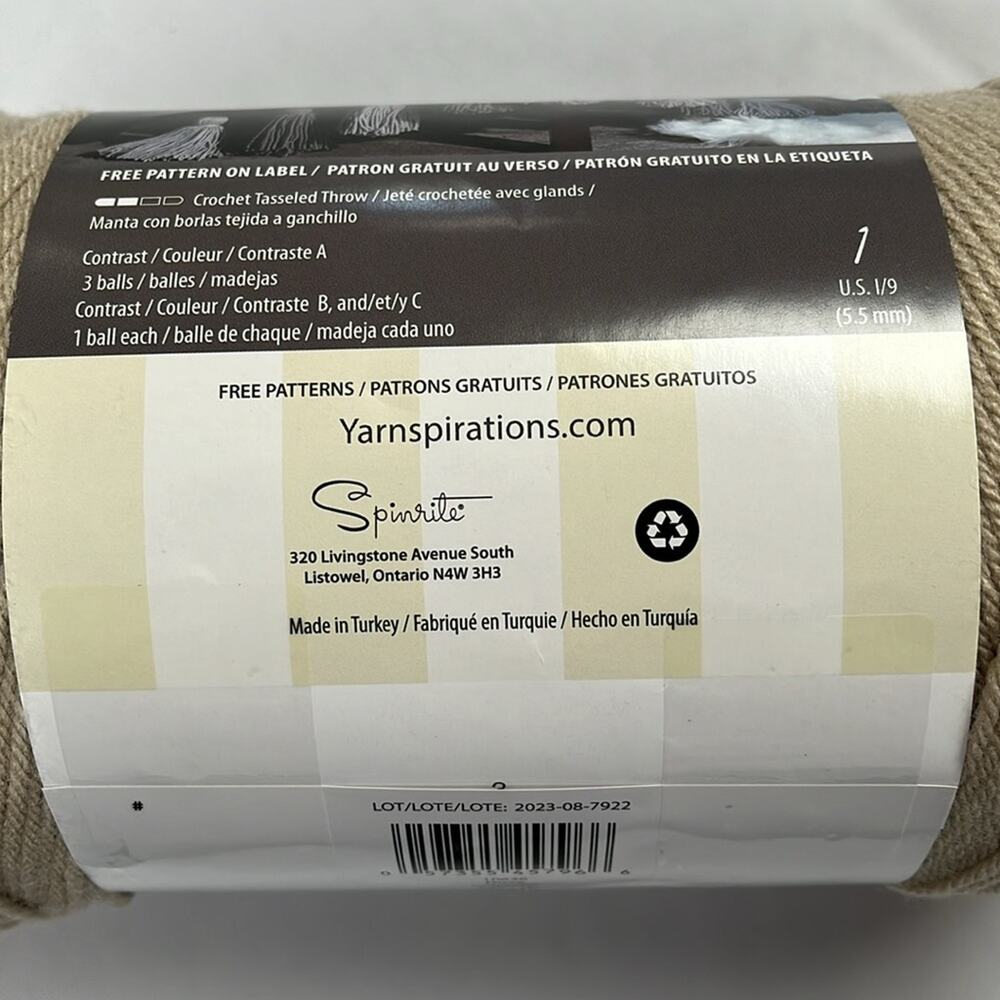 FREE PATTERN ON LABEL / PATRON GRATUIT AU VERSO / PATRÓN GRATUITO EN LA ETIQUETA
Crochet Tasseled Throw / Jeté crochetée avec glands /
Manta con borlas tejida a ganchillo
Contrast / Couleur / Contraste A
3 balls / balles / madejas
Contrast / Couleur / Contraste B, and/et/y C
1 ball each / balle de chaque / madeja cada uno
U.S. I/9
(5.5 mm)
FREE PATTERNS / PATRONS GRATUITS / PATRONES GRATUITOS
Yarnspirations.com
Spinrite
320 Livingstone Avenue South
Listowel, Ontario N4W 3H3
Made in Turkey / Fabriqué en Turquie / Hecho en Turquía
#
LOT/LOTE/LOTE: 2023-08-7922